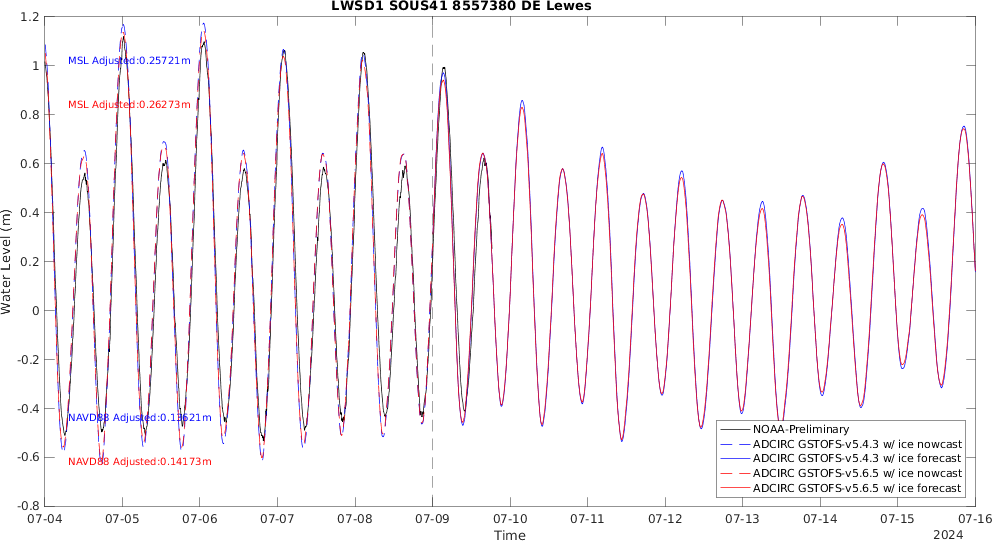 LWSD1 SOUS41 8557380 DE Lewes
Water Level (m)
1.2
1
0.8
0.6
0.4
0.2
0
-0.2
-0.4
-0.6
-0.8
MSL Adjusted:0.25721m
MSL Adjusted:0.26273m
NAVD88 Adjusted:0.13621m
NAVD88 Adjusted:0.14173m
NOAA-Preliminary
ADCIRC GSTOFS-v5.4.3 w/ ice nowcast
ADCIRC GSTOFS-v5.4.3 w/ ice forecast
ADCIRC GSTOFS-v5.6.5 w/ ice nowcast
ADCIRC GSTOFS-v5.6.5 w/ ice forecast
07-04 07-05 07-06 07-07 07-08 07-09 07-10 07-11 07-12 07-13 07-14 07-15 07-16
Time
2024